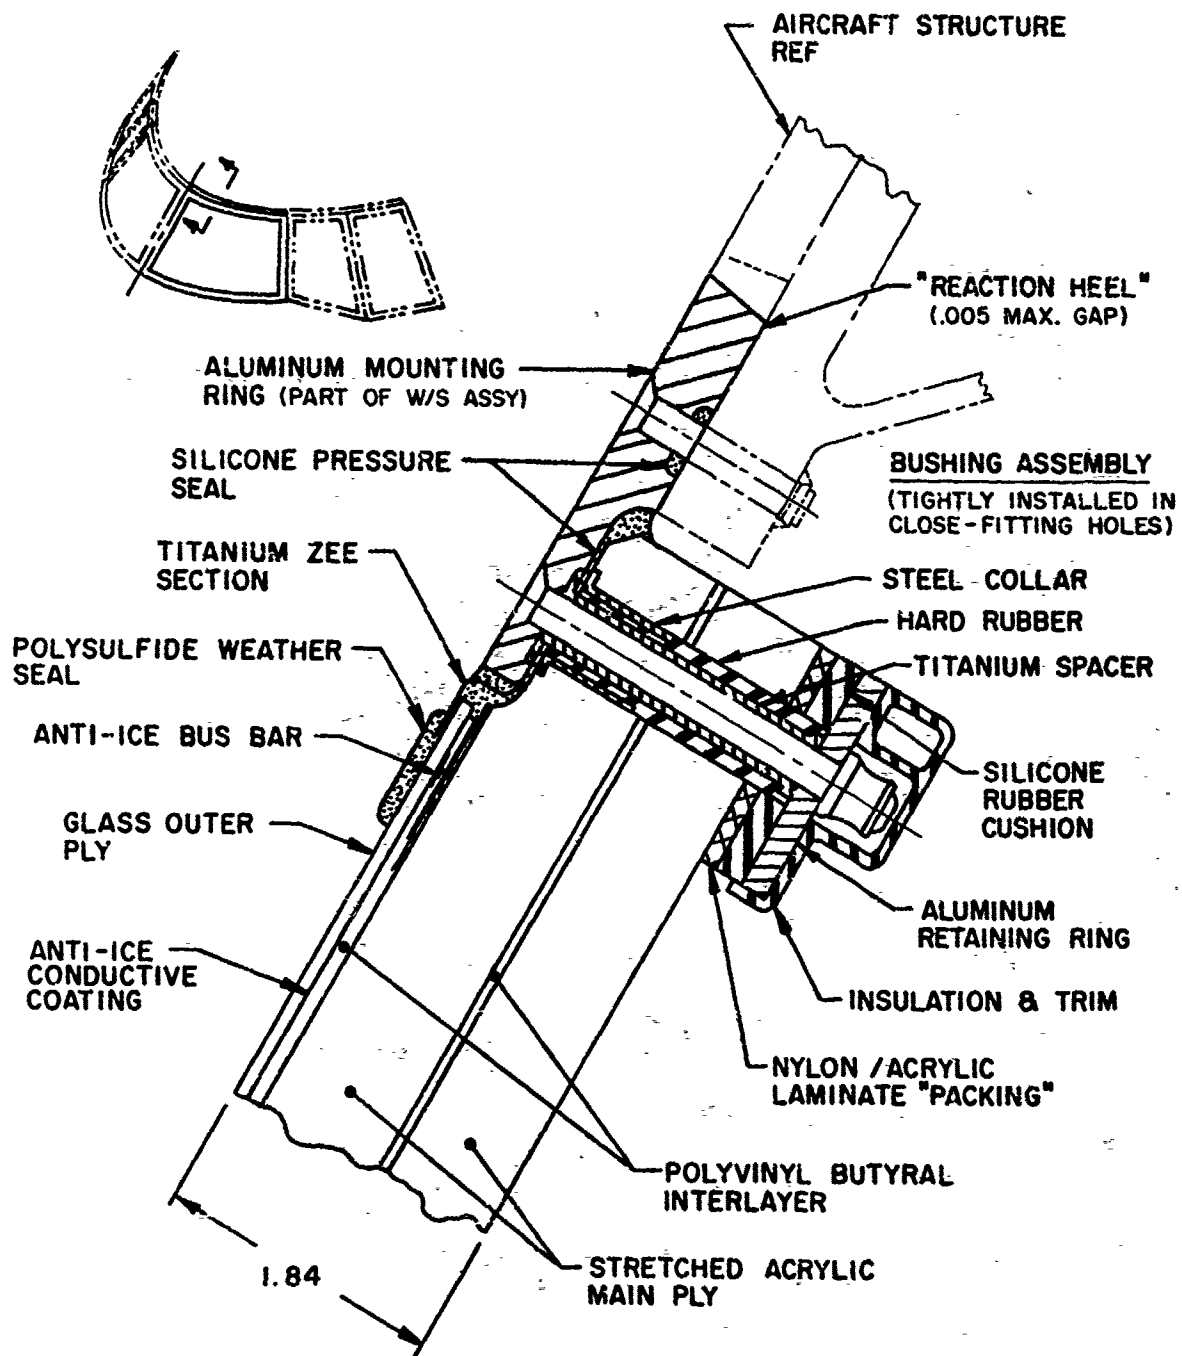 AIRCRAFT STRUCTURE
REF
"REACTION HEEL"
(.005 MAX. GAP)
ALUMINUM MOUNTING
RING (PART OF W/S ASSY)
SILICONE PRESSURE
SEAL
BUSHING ASSEMBLY
(TIGHTLY INSTALLED IN
CLOSE-FITTING HOLES)
TITANIUM ZEE
SECTION
STEEL COLLAR
HARD RUBBER
POLYSULFIDE WEATHER
SEAL
TITANIUM SPACER
ANTI-ICE BUS BAR
SILICONE
RUBBER
CUSHION
GLASS OUTER
PLY
ALUMINUM
RETAINING RING
ANTI-ICE
CONDUCTIVE
COATING
INSULATION & TRIM
NYLON / ACRYLIC
LAMINATE "PACKING"
POLYVINYL BUTYRAL
INTERLAYER
1.84
STRETCHED ACRYLIC
MAIN PLY